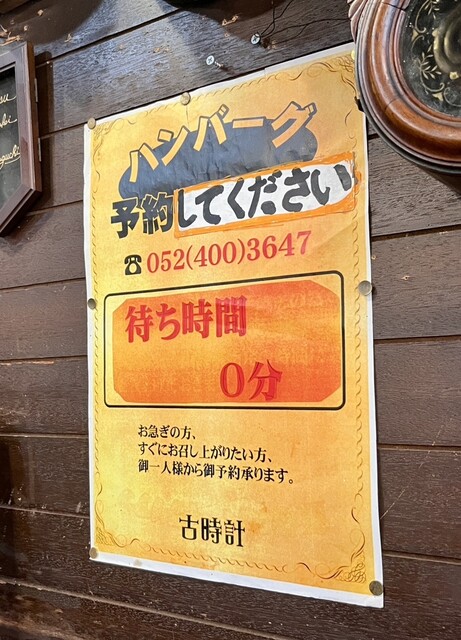 ハンバーグ
予約してください
☎ 052(400)3647
待ち時間
0分
お急ぎの方、
すぐにお召し上がりたい方、
御一人様から御予約承ります。
古時計